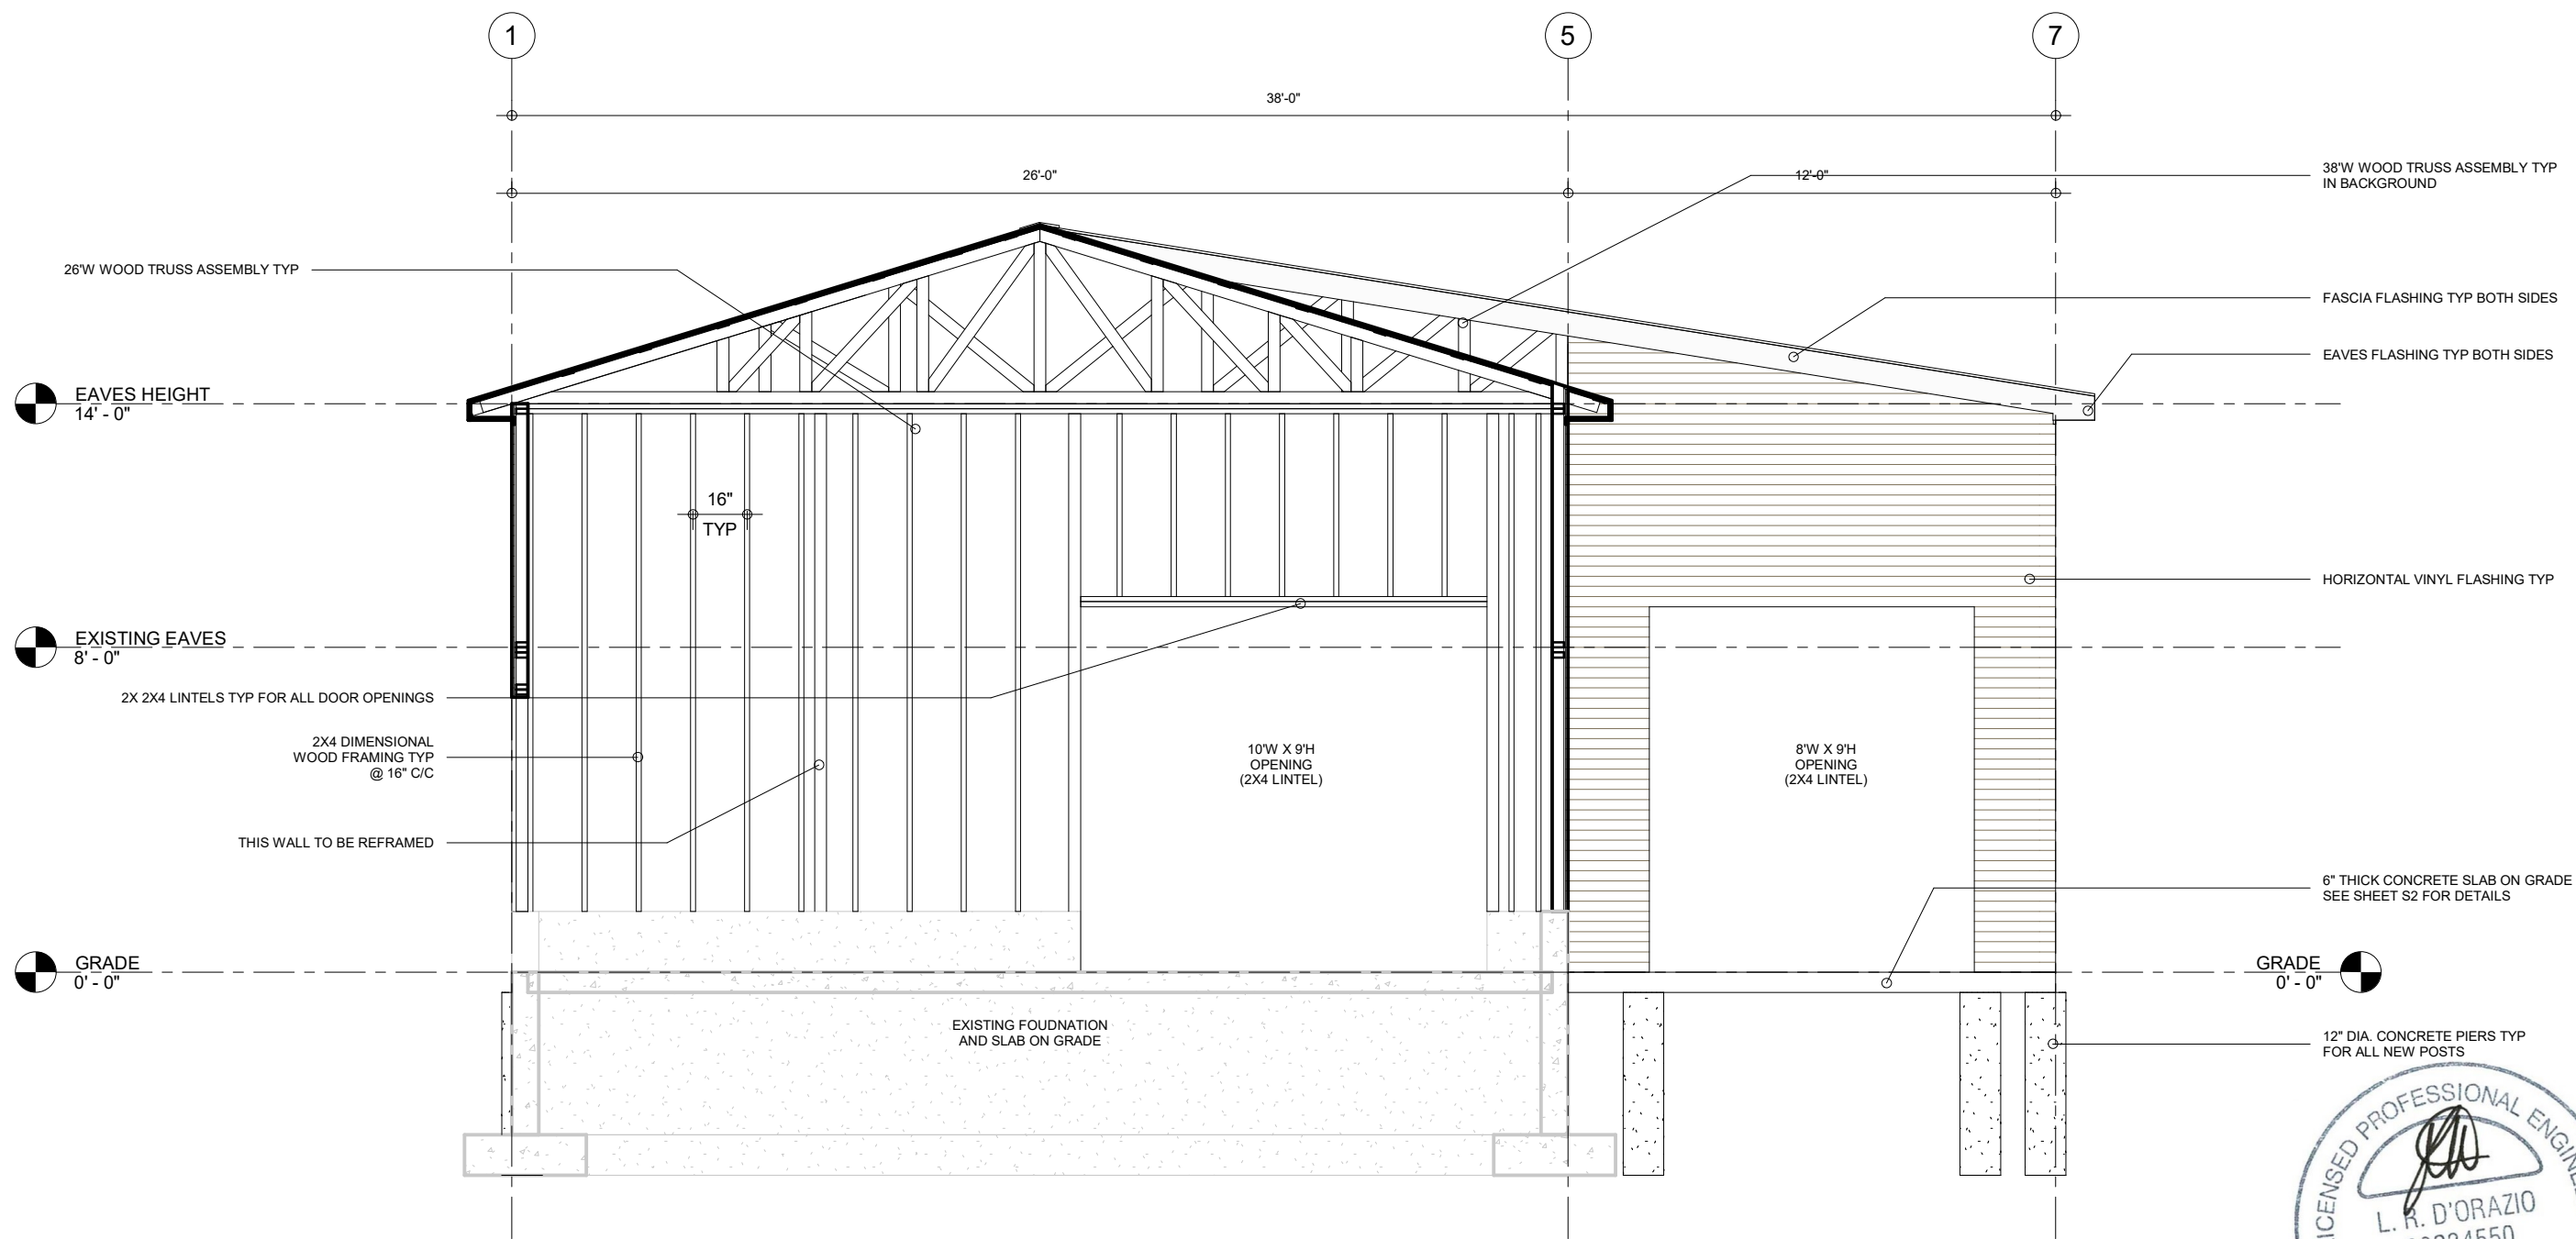 1
5
7
38'-0"
26'-0"
12'-0"
38'W WOOD TRUSS ASSEMBLY TYP
IN BACKGROUND
26'W WOOD TRUSS ASSEMBLY TYP
FASCIA FLASHING TYP BOTH SIDES
EAVES FLASHING TYP BOTH SIDES
EAVES HEIGHT
14' - 0"
16"
TYP
HORIZONTAL VINYL FLASHING TYP
EXISTING EAVES
8' - 0"
2X 2X4 LINTELS TYP FOR ALL DOOR OPENINGS
2X4 DIMENSIONAL
WOOD FRAMING TYP
@ 16" C/C
10'W X 9'H
OPENING
(2X4 LINTEL)
8'W X 9'H
OPENING
(2X4 LINTEL)
THIS WALL TO BE REFRAMED
6" THICK CONCRETE SLAB ON GRADE
SEE SHEET S2 FOR DETAILS
GRADE
0' - 0"
GRADE
0' - 0"
EXISTING FOUDNATION
AND SLAB ON GRADE
12" DIA. CONCRETE PIERS TYP
FOR ALL NEW POSTS
PROFESSIONAL
L. R. D'ORAZIO